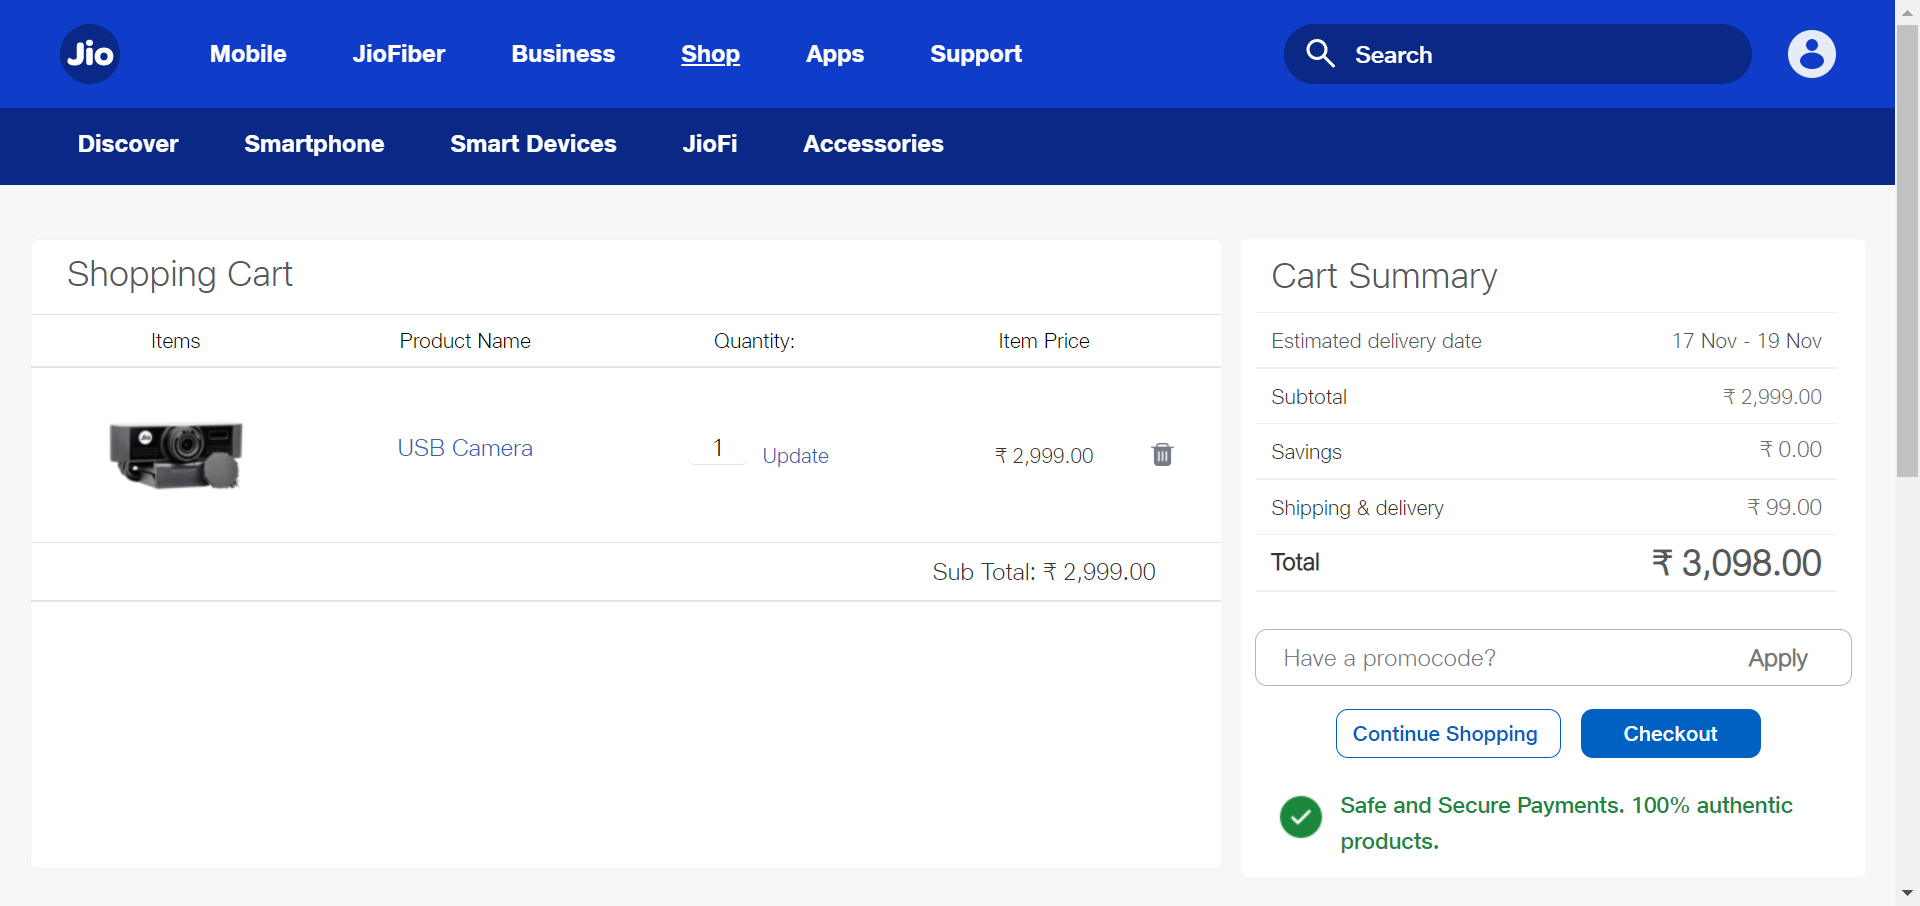 Jio
Mobile
JioFiber
Business
Shop
Apps
Support
Search
Discover
Smartphone
Smart Devices
JioFi
Accessories
Shopping Cart
Items
Product Name
Quantity:
Item Price
Jio
USB Camera
1
Update
₹ 2,999.00
Sub Total: ₹ 2,999.00
Cart Summary
Estimated delivery date
17 Nov - 19 Nov
Subtotal
₹ 2,999.00
Savings
₹ 0.00
Shipping & delivery
₹ 99.00
Total
₹ 3,098.00
Have a promocode?
Apply
Continue Shopping
Checkout
Safe and Secure Payments. 100% authentic
products.